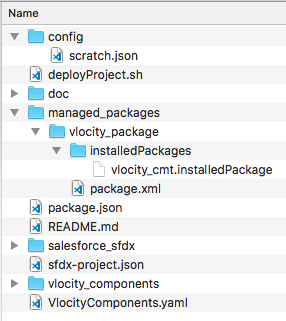 Name
config
scratch.json
deployProject.sh
doc
managed_packages
vlocity_package
installedPackages
vlocity_cmt.installedPackage
package.xml
package.json
README.md
salesforce_sfdx
sfdx-project.json
vlocity_components
VlocityComponents.yaml